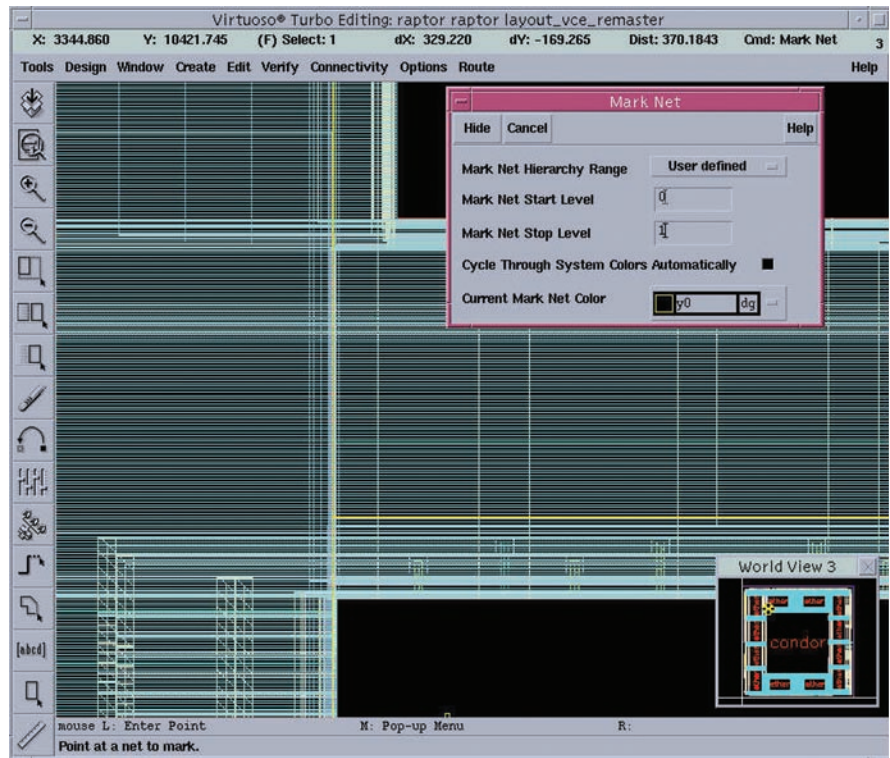 Virtuoso® Turbo Editing: raptor raptor layout_vce_remaster
X: 3344.860 Y: 10421.745 (F) Select: 1 dX: 329.220 dY: -169.265 Dist: 370.1843 Cmd: Mark Net 3
Tools Design Window Create Edit Verify Connectivity Options Route Help
Mark Net
Hide Cancel Help
Mark Net Hierarchy Range User defined
Mark Net Start Level 0
Mark Net Stop Level 1
Cycle Through System Colors Automatically
Current Mark Net Color y0 dg
World View 3
condor
[abcd]
mouse L: Enter Point M: Pop-up Menu R:
Point at a net to mark.